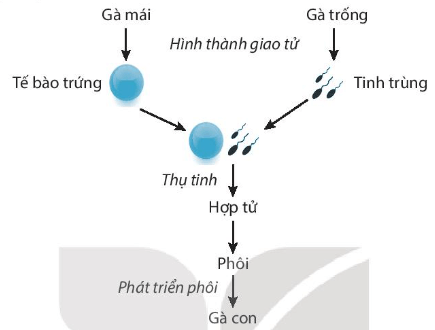 Gà mái
Gà trống
Hình thành giao tử
Tế bào trứng
Tinh trùng
Thụ tinh
Hợp tử
Phôi
Phát triển phôi
Gà con